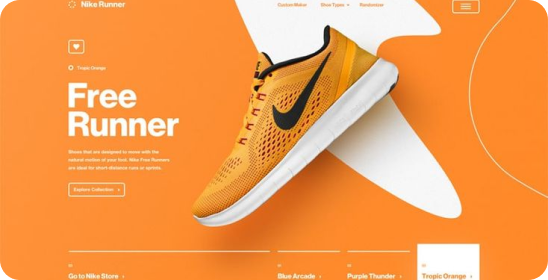 Nike Runner
Custom Maker
Shoe Types
Randomizer
Tropic Orange
Free
Runner
Shoes that are designed to move with the
natural motion of your foot. Nike Free Runners
are ideal for short-distance runs or sprints.
Explore Collection
Go to Nike Store
Blue Arcade
Purple Thunder
Tropic Orange